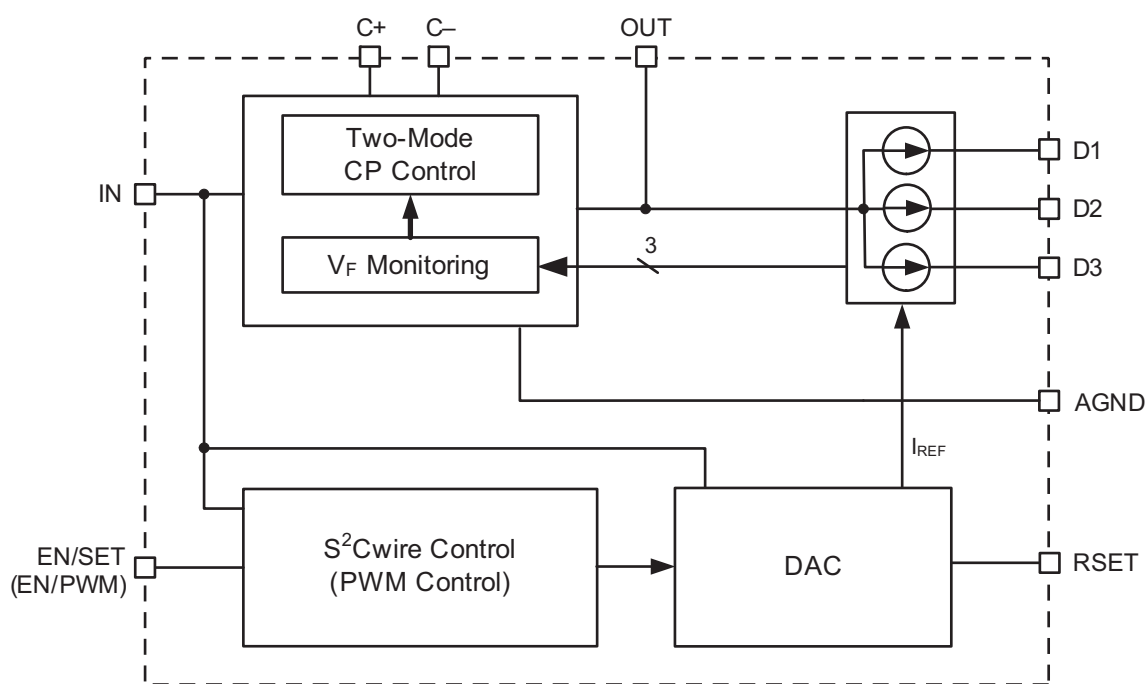 C+ C– OUT
Two-Mode
CP Control
IN
D1
D2
3
VF Monitoring
D3
AGND
IREF
EN/SET
(EN/PWM)
S²Cwire Control
(PWM Control)
DAC
RSET